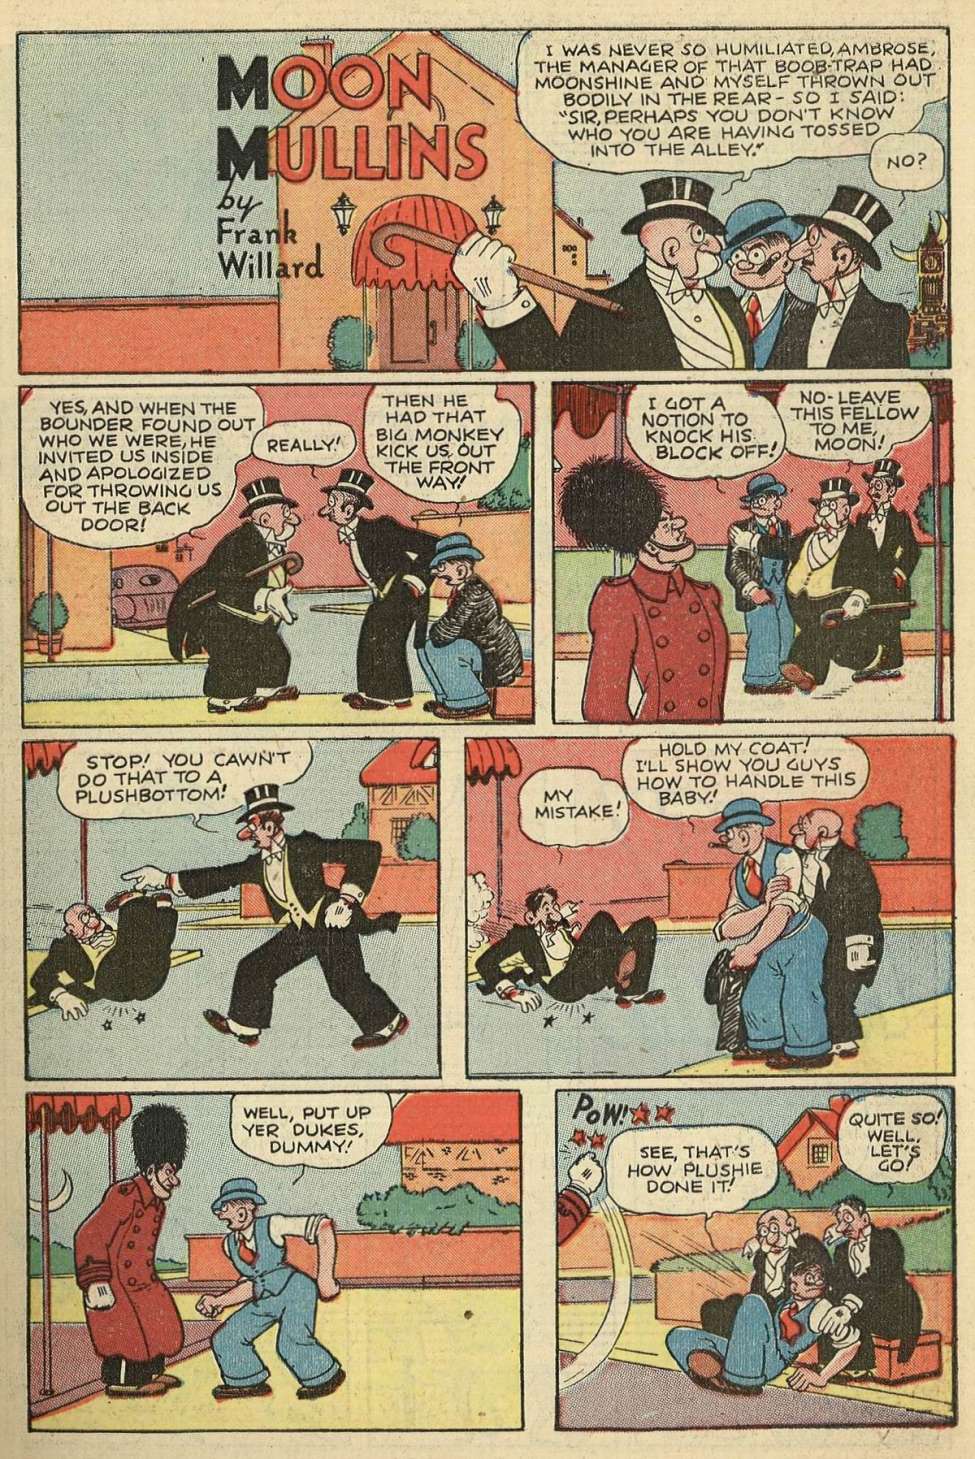 MOON
MULLINS
by
Frank
Willard
I WAS NEVER SO HUMILIATED, AMBROSE,
THE MANAGER OF THAT BOOB-TRAP HAD
MOONSHINE AND MYSELF THROWN OUT
BODILY IN THE REAR - SO I SAID:
"SIR, PERHAPS YOU DON'T KNOW
WHO YOU ARE HAVING TOSSED
INTO THE ALLEY."
NO?
YES, AND WHEN THE
BOUNDER FOUND OUT
WHO WE WERE, HE
INVITED US INSIDE
AND APOLOGIZED
FOR THROWING US
OUT THE BACK
DOOR!
REALLY!
THEN HE
HAD THAT
BIG MONKEY
KICK US OUT
THE FRONT
WAY!
I GOT A
NOTION TO
KNOCK HIS
BLOCK OFF!
NO-LEAVE
THIS FELLOW
TO ME,
MOON!
STOP! YOU CAWN'T
DO THAT TO A
PLUSHBOTTOM!
MY
MISTAKE!
HOLD MY COAT!
I'LL SHOW YOU GUYS
HOW TO HANDLE THIS
BABY!
WELL, PUT UP
YER DUKES,
DUMMY!
POW!
SEE, THAT'S
HOW PLUSHIE
DONE IT!
QUITE SO!
WELL,
LET'S
GO!